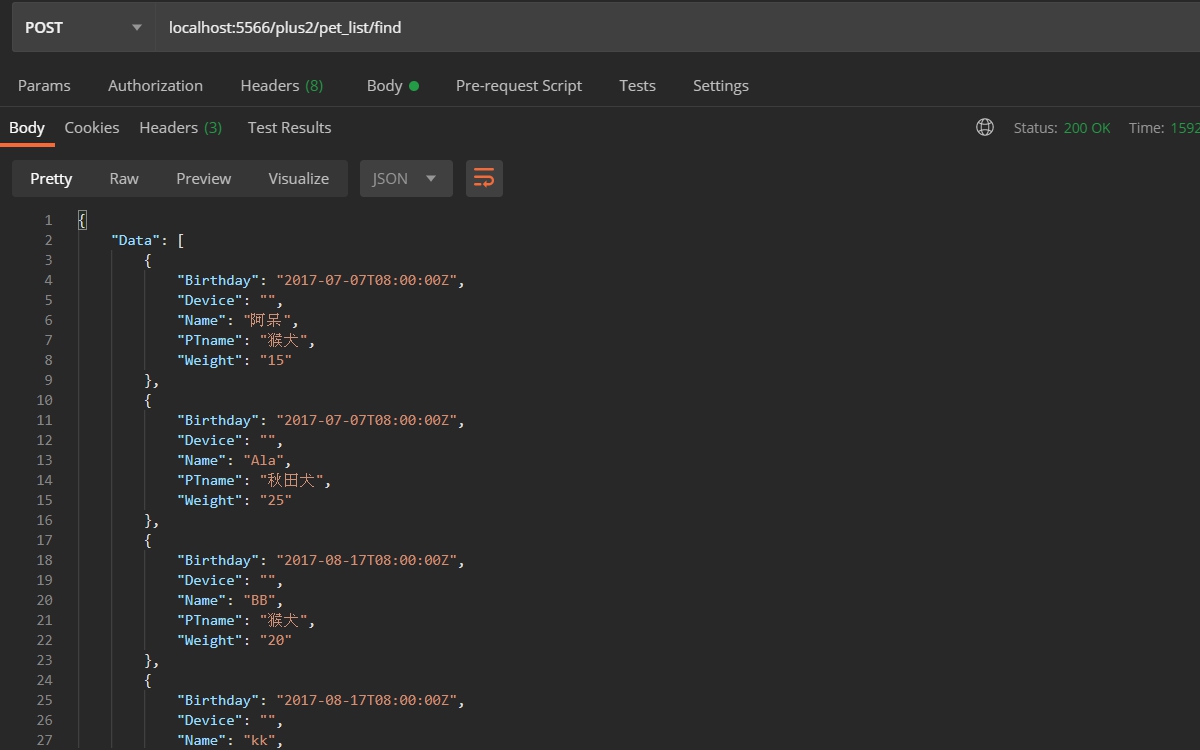 POST localhost:5566/plus2/pet_list/find
Params Authorization Headers (8) Body Pre-request Script Tests Settings
Body Cookies Headers (3) Test Results Status: 200 OK Time: 1592
Pretty Raw Preview Visualize JSON
1 {
2 "Data": [
3 {
4 "Birthday": "2017-07-07T08:00:00Z",
5 "Device": "",
6 "Name": "阿呆",
7 "PTname": "猴犬",
8 "Weight": "15"
9 },
10 {
11 "Birthday": "2017-07-07T08:00:00Z",
12 "Device": "",
13 "Name": "Ala",
14 "PTname": "秋田犬",
15 "Weight": "25"
16 },
17 {
18 "Birthday": "2017-08-17T08:00:00Z",
19 "Device": "",
20 "Name": "BB",
21 "PTname": "猴犬",
22 "Weight": "20"
23 },
24 {
25 "Birthday": "2017-08-17T08:00:00Z",
26 "Device": "",
27 "Name": "kk",